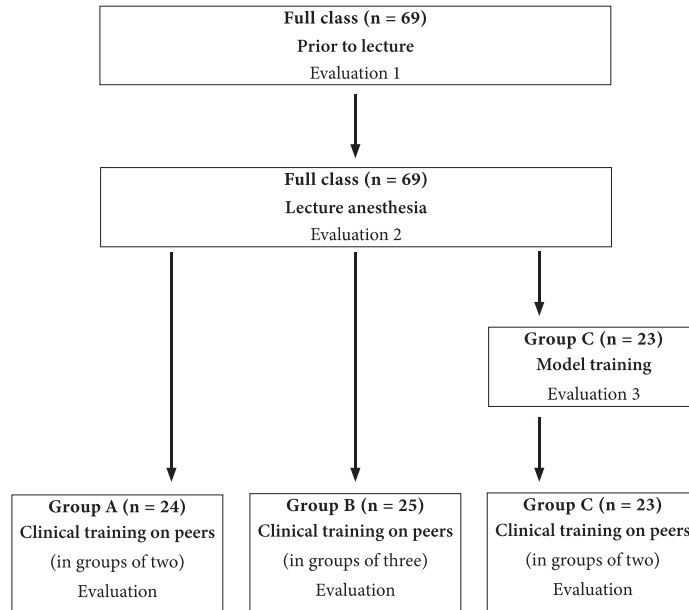 Full class (n = 69)
Prior to lecture
Evaluation 1
Full class (n = 69)
Lecture anesthesia
Evaluation 2
Group C (n = 23)
Model training
Evaluation 3
Group A (n = 24)
Clinical training on peers
(in groups of two)
Evaluation
Group B (n = 25)
Clinical training on peers
(in groups of three)
Evaluation
Group C (n = 23)
Clinical training on peers
(in groups of two)
Evaluation